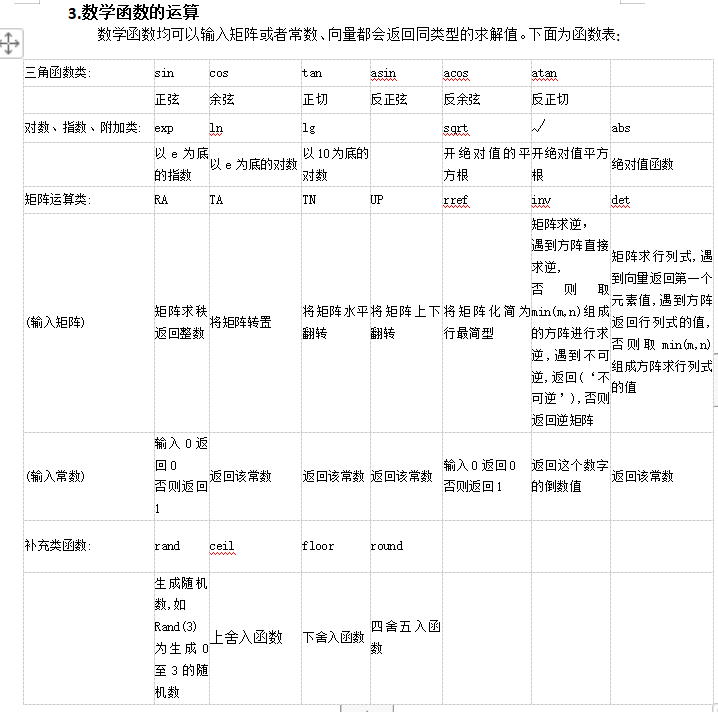 3.数学函数的运算
数学函数均可以输入矩阵或者常数、向量都会返回同类型的求解值。下面为函数表:
三角函数类: sin cos tan asin acos atan
正弦 余弦 正切 反正弦 反余弦 反正切
对数、指数、附加类: exp ln lg sqrt √ abs
以 e 为底的指数 以 e 为底的对数 以 10 为底的对数 开绝对值的平方根 开绝对值平方根 绝对值函数
矩阵运算类: RA TA TN UP rref inv det
(输入矩阵)
矩阵求秩
返回整数
将矩阵转置
将矩阵水平
翻转
将矩阵上下
翻转
将矩阵化简为
行最简型
矩阵求逆,
遇到方阵直接
求逆,
否则取
min(m,n)组成
的方阵进行求
逆,遇到不可
逆,返回(‘不
可逆’),否则
返回逆矩阵
矩阵求行列式,遇
到向量返回第一个
元素值,遇到方阵
返回行列式的值,
否则取 min(m,n)
组成方阵求行列式
的值
(输入常数)
输入 0 返
回 0
否则返回
1
返回该常数
返回该常数
返回该常数
输入 0 返回 0
否则返回 1
返回这个数字
的倒数值
返回该常数
补充类函数: rand ceil floor round
生成随机
数,如
Rand(3)
为生成 0
至 3 的随
机数
上舍入函数
下舍入函数
四舍五入函
数